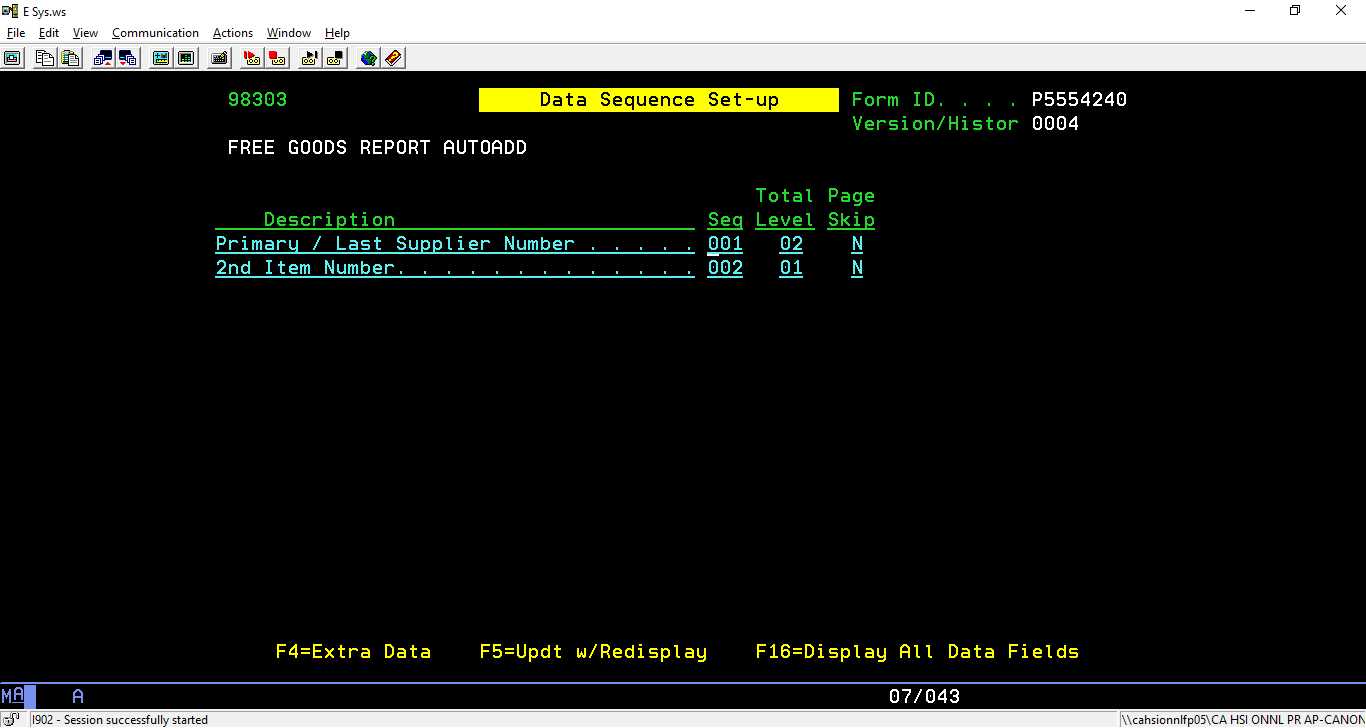 E Sys.ws
File Edit View Communication Actions Window Help
98303 Data Sequence Set-up Form ID. . . . P5554240
Version/Histor 0004
FREE GOODS REPORT AUTOADD
Total Page
Description Seq Level Skip
Primary / Last Supplier Number . . . . . 001 02 N
2nd Item Number. . . . . . . . . . . . . 002 01 N
F4=Extra Data F5=Updt w/Redisplay F16=Display All Data Fields
MA A 07/043
I902 - Session successfully started \\cahsionnlfp05\CA HSI ONNL PR AP-CANON